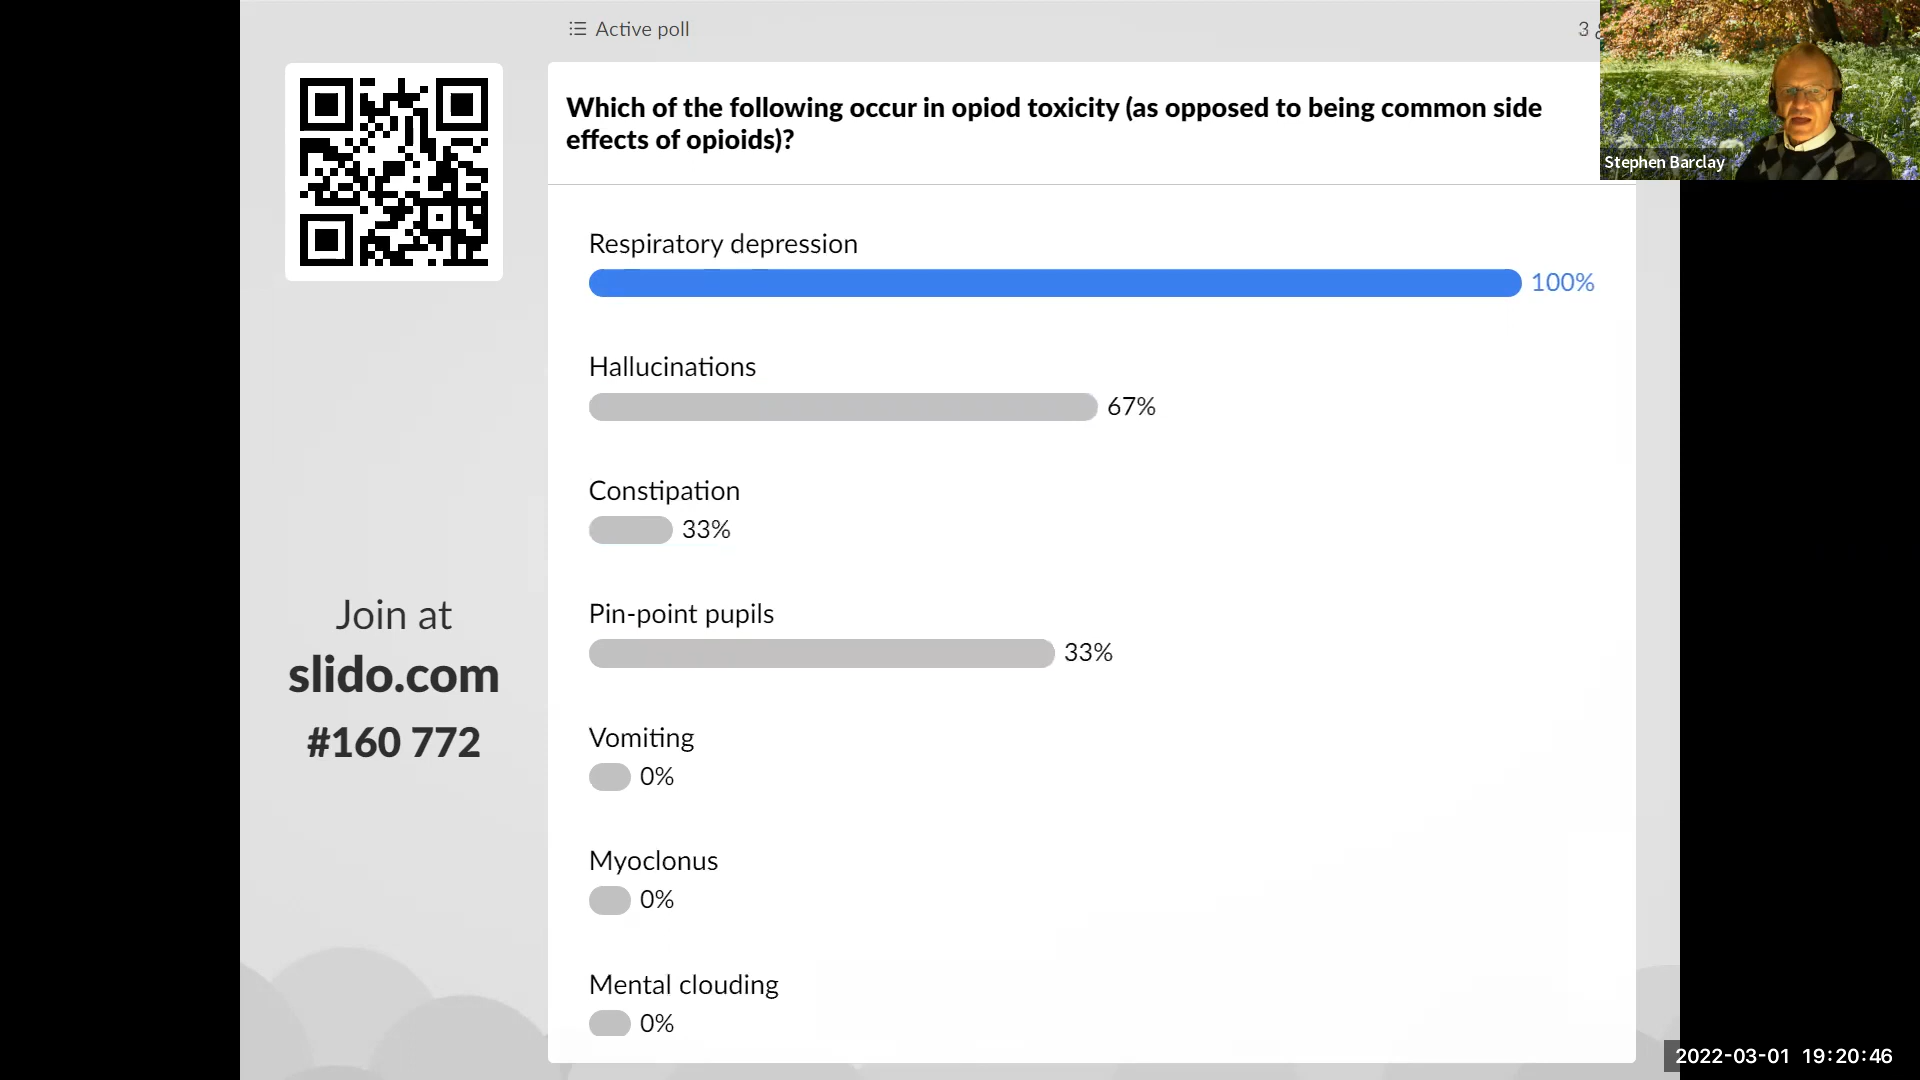 Active poll
3
Which of the following occur in opiod toxicity (as opposed to being common side
effects of opioids)?
Stephen Barclay
Respiratory depression
100%
Hallucinations
67%
Constipation
33%
Pin-point pupils
33%
Vomiting
0%
Myoclonus
0%
Mental clouding
0%
Join at
slido.com
#160 772
2022-03-01 19:20:46